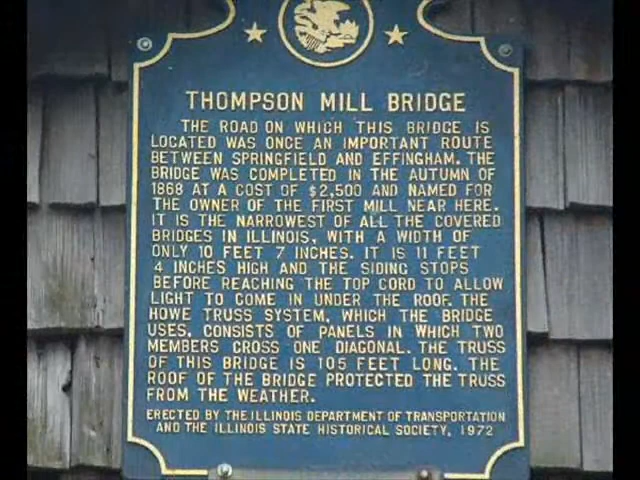 THOMPSON MILL BRIDGE
THE ROAD ON WHICH THIS BRIDGE IS
LOCATED WAS ONCE AN IMPORTANT ROUTE
BETWEEN SPRINGFIELD AND EFFINGHAM. THE
BRIDGE WAS COMPLETED IN THE AUTUMN OF
1868 AT A COST OF $2,500 AND NAMED FOR
THE OWNER OF THE FIRST MILL NEAR HERE.
IT IS THE NARROWEST OF ALL THE COVERED
BRIDGES IN ILLINOIS, WITH A WIDTH OF
ONLY 10 FEET 7 INCHES. IT IS 11 FEET
4 INCHES HIGH AND THE SIDING STOPS
BEFORE REACHING THE TOP CORD TO ALLOW
LIGHT TO COME IN UNDER THE ROOF. THE
HOWE TRUSS SYSTEM, WHICH THE BRIDGE
USES, CONSISTS OF PANELS IN WHICH TWO
MEMBERS CROSS ONE DIAGONAL. THE TRUSS
OF THIS BRIDGE IS 105 FEET LONG. THE
ROOF OF THE BRIDGE PROTECTED THE TRUSS
FROM THE WEATHER.
ERECTED BY THE ILLINOIS DEPARTMENT OF TRANSPORTATION
AND THE ILLINOIS STATE HISTORICAL SOCIETY, 1972